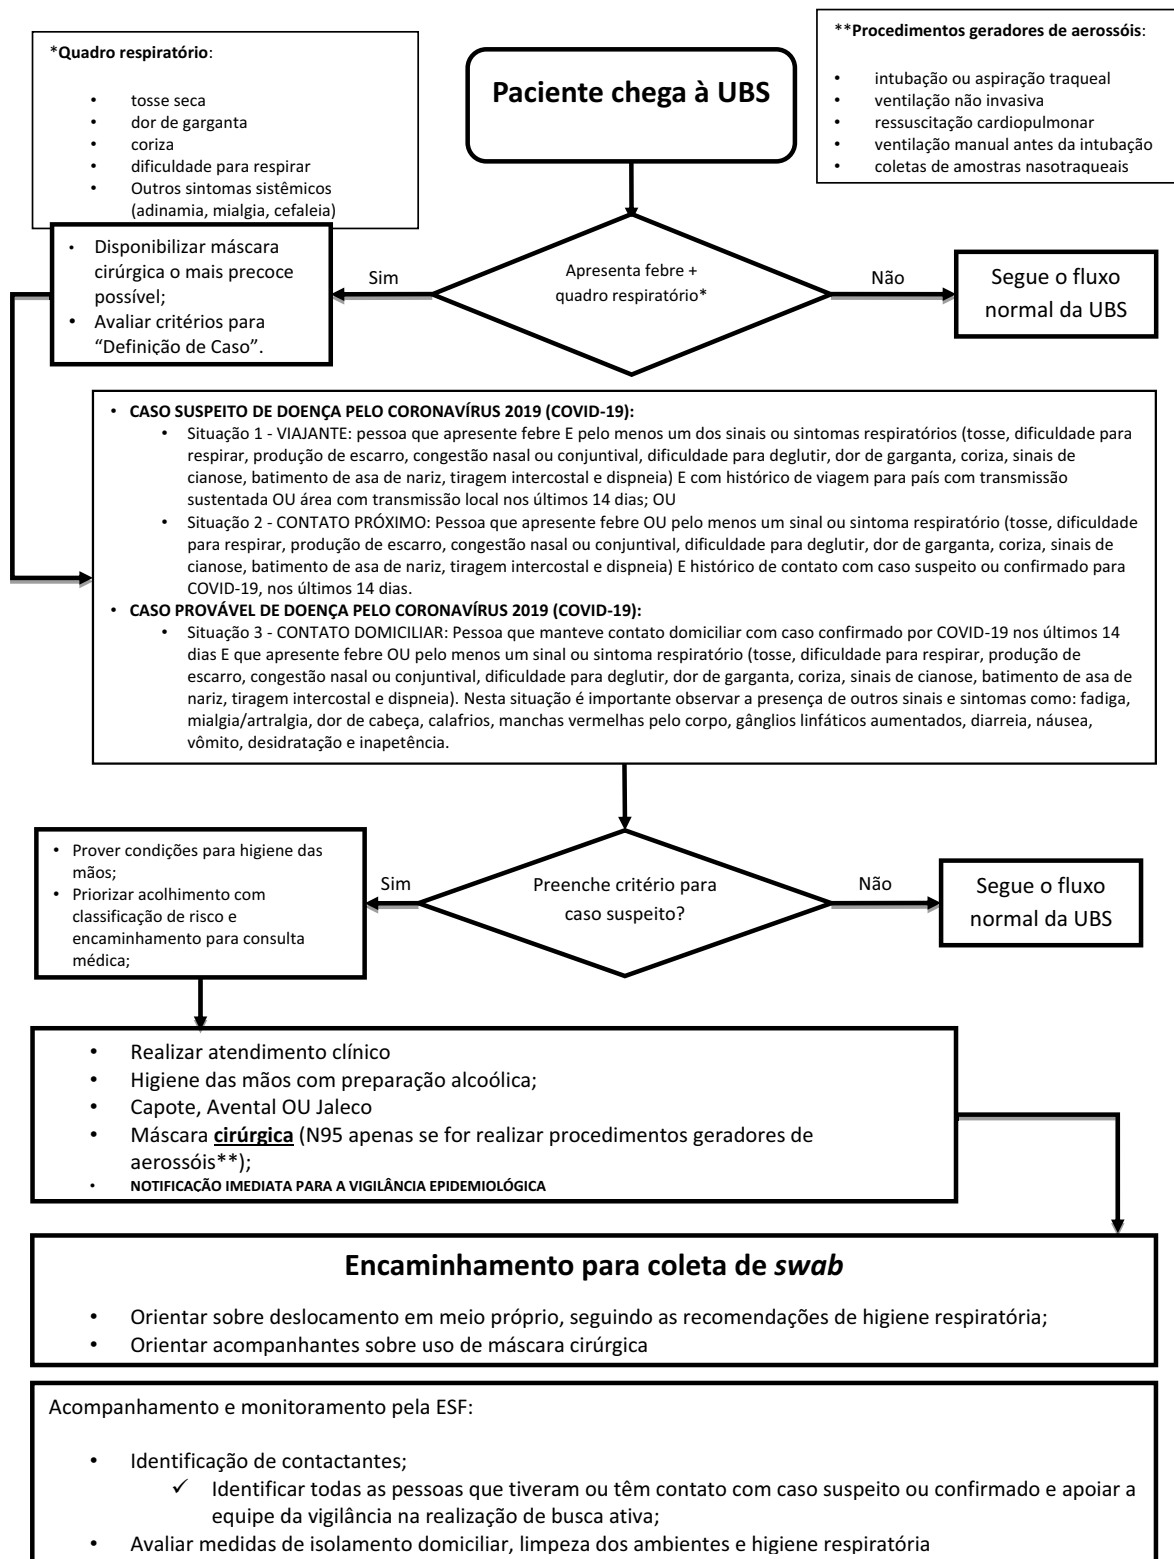 *Quadro respiratório:
• tosse seca
• dor de garganta
• coriza
• dificuldade para respirar
• Outros sintomas sistêmicos
(adinamia, mialgia, cefaleia)
Paciente chega à UBS
**Procedimentos geradores de aerossóis:
• intubação ou aspiração traqueal
• ventilação não invasiva
• ressuscitação cardiopulmonar
• ventilação manual antes da intubação
• coletas de amostras nasotraqueais
• Disponibilizar máscara
cirúrgica o mais precoce
possível;
• Avaliar critérios para
“Definição de Caso”.
Sim
Apresenta febre +
quadro respiratório*
Não
Segue o fluxo
normal da UBS
• CASO SUSPEITO DE DOENÇA PELO CORONAVÍRUS 2019 (COVID-19):
• Situação 1 - VIAJANTE: pessoa que apresente febre E pelo menos um dos sinais ou sintomas respiratórios (tosse, dificuldade para
respirar, produção de escarro, congestão nasal ou conjuntival, dificuldade para deglutir, dor de garganta, coriza, sinais de
cianose, batimento de asa de nariz, tiragem intercostal e dispneia) E com histórico de viagem para país com transmissão
sustentada OU área com transmissão local nos últimos 14 dias; OU
• Situação 2 - CONTATO PRÓXIMO: Pessoa que apresente febre OU pelo menos um sinal ou sintoma respiratório (tosse, dificuldade
para respirar, produção de escarro, congestão nasal ou conjuntival, dificuldade para deglutir, dor de garganta, coriza, sinais de
cianose, batimento de asa de nariz, tiragem intercostal e dispneia) E histórico de contato com caso suspeito ou confirmado para
COVID-19, nos últimos 14 dias.
• CASO PROVÁVEL DE DOENÇA PELO CORONAVÍRUS 2019 (COVID-19):
• Situação 3 - CONTATO DOMICILIAR: Pessoa que manteve contato domiciliar com caso confirmado por COVID-19 nos últimos 14
dias E que apresente febre OU pelo menos um sinal ou sintoma respiratório (tosse, dificuldade para respirar, produção de
escarro, congestão nasal ou conjuntival, dificuldade para deglutir, dor de garganta, coriza, sinais de cianose, batimento de asa de
nariz, tiragem intercostal e dispneia). Nesta situação é importante observar a presença de outros sinais e sintomas como: fadiga,
mialgia/artralgia, dor de cabeça, calafrios, manchas vermelhas pelo corpo, gânglios linfáticos aumentados, diarreia, náusea,
vômito, desidratação e inapetência.
• Prover condições para higiene das
mãos;
• Priorizar acolhimento com
classificação de risco e
encaminhamento para consulta
médica;
Sim
Preenche critério para
caso suspeito?
Não
Segue o fluxo
normal da UBS
• Realizar atendimento clínico
• Higiene das mãos com preparação alcoólica;
• Capote, Avental OU Jaleco
• Máscara cirúrgica (N95 apenas se for realizar procedimentos geradores de
aerossóis**);
• NOTIFICAÇÃO IMEDIATA PARA A VIGILÂNCIA EPIDEMIOLÓGICA
Encaminhamento para coleta de swab
• Orientar sobre deslocamento em meio próprio, seguindo as recomendações de higiene respiratória;
• Orientar acompanhantes sobre uso de máscara cirúrgica
Acompanhamento e monitoramento pela ESF:
• Identificação de contactantes;
✓ Identificar todas as pessoas que tiveram ou têm contato com caso suspeito ou confirmado e apoiar a
equipe da vigilância na realização de busca ativa;
• Avaliar medidas de isolamento domiciliar, limpeza dos ambientes e higiene respiratória